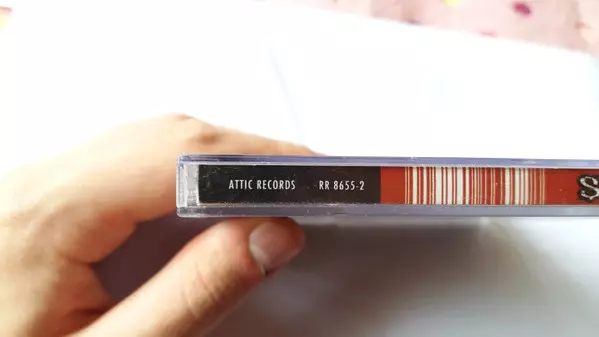 ATTIC RECORDS RR 8655-2
S